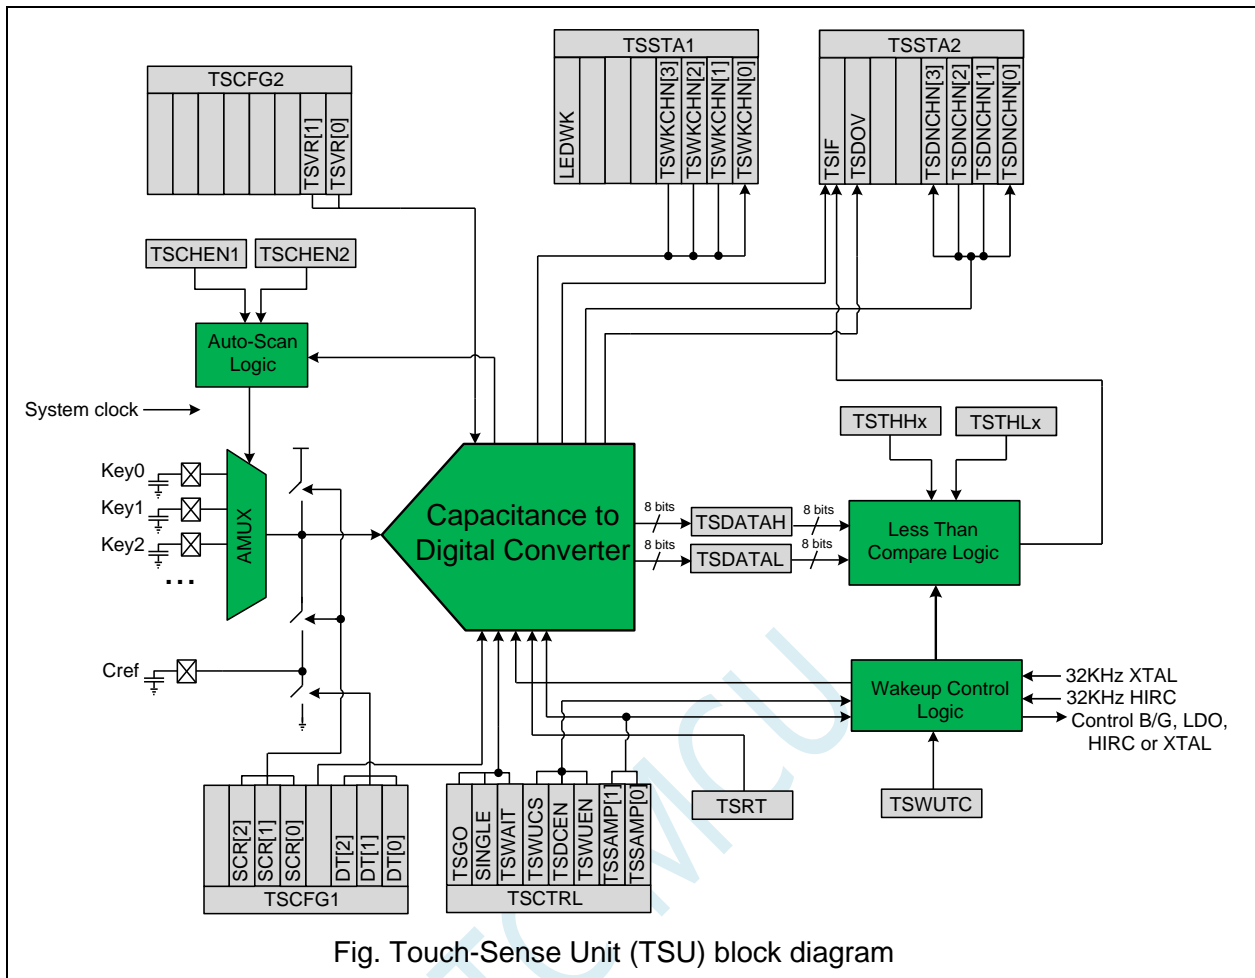 TSCFG2
TSVR[1]
TSVR[0]
TSSTA1
LEDWK
TSWKCHN[3]
TSWKCHN[2]
TSWKCHN[1]
TSWKCHN[0]
TSSTA2
TSIF
TSDOV
TSDNCHN[3]
TSDNCHN[2]
TSDNCHN[1]
TSDNCHN[0]
TSCHEN1
TSCHEN2
Auto-Scan
Logic
System clock
Key0
Key1
Key2
...
AMUX
Cref
Capacitance to
Digital Converter
8 bits
TSDATAH
8 bits
8 bits
TSDATAL
8 bits
TSTHHx
TSTHLx
Less Than
Compare Logic
Wakeup Control
Logic
32KHz XTAL
32KHz HIRC
Control B/G, LDO,
HIRC or XTAL
TSWUTC
TSRT
SCR[2]
SCR[1]
SCR[0]
DT[2]
DT[1]
DT[0]
TSCFG1
TSGO
SINGLE
TSWAIT
TSWUCS
TSDCEN
TSWUEN
TSSAMP[1]
TSSAMP[0]
TSCTRL
Fig. Touch-Sense Unit (TSU) block diagram